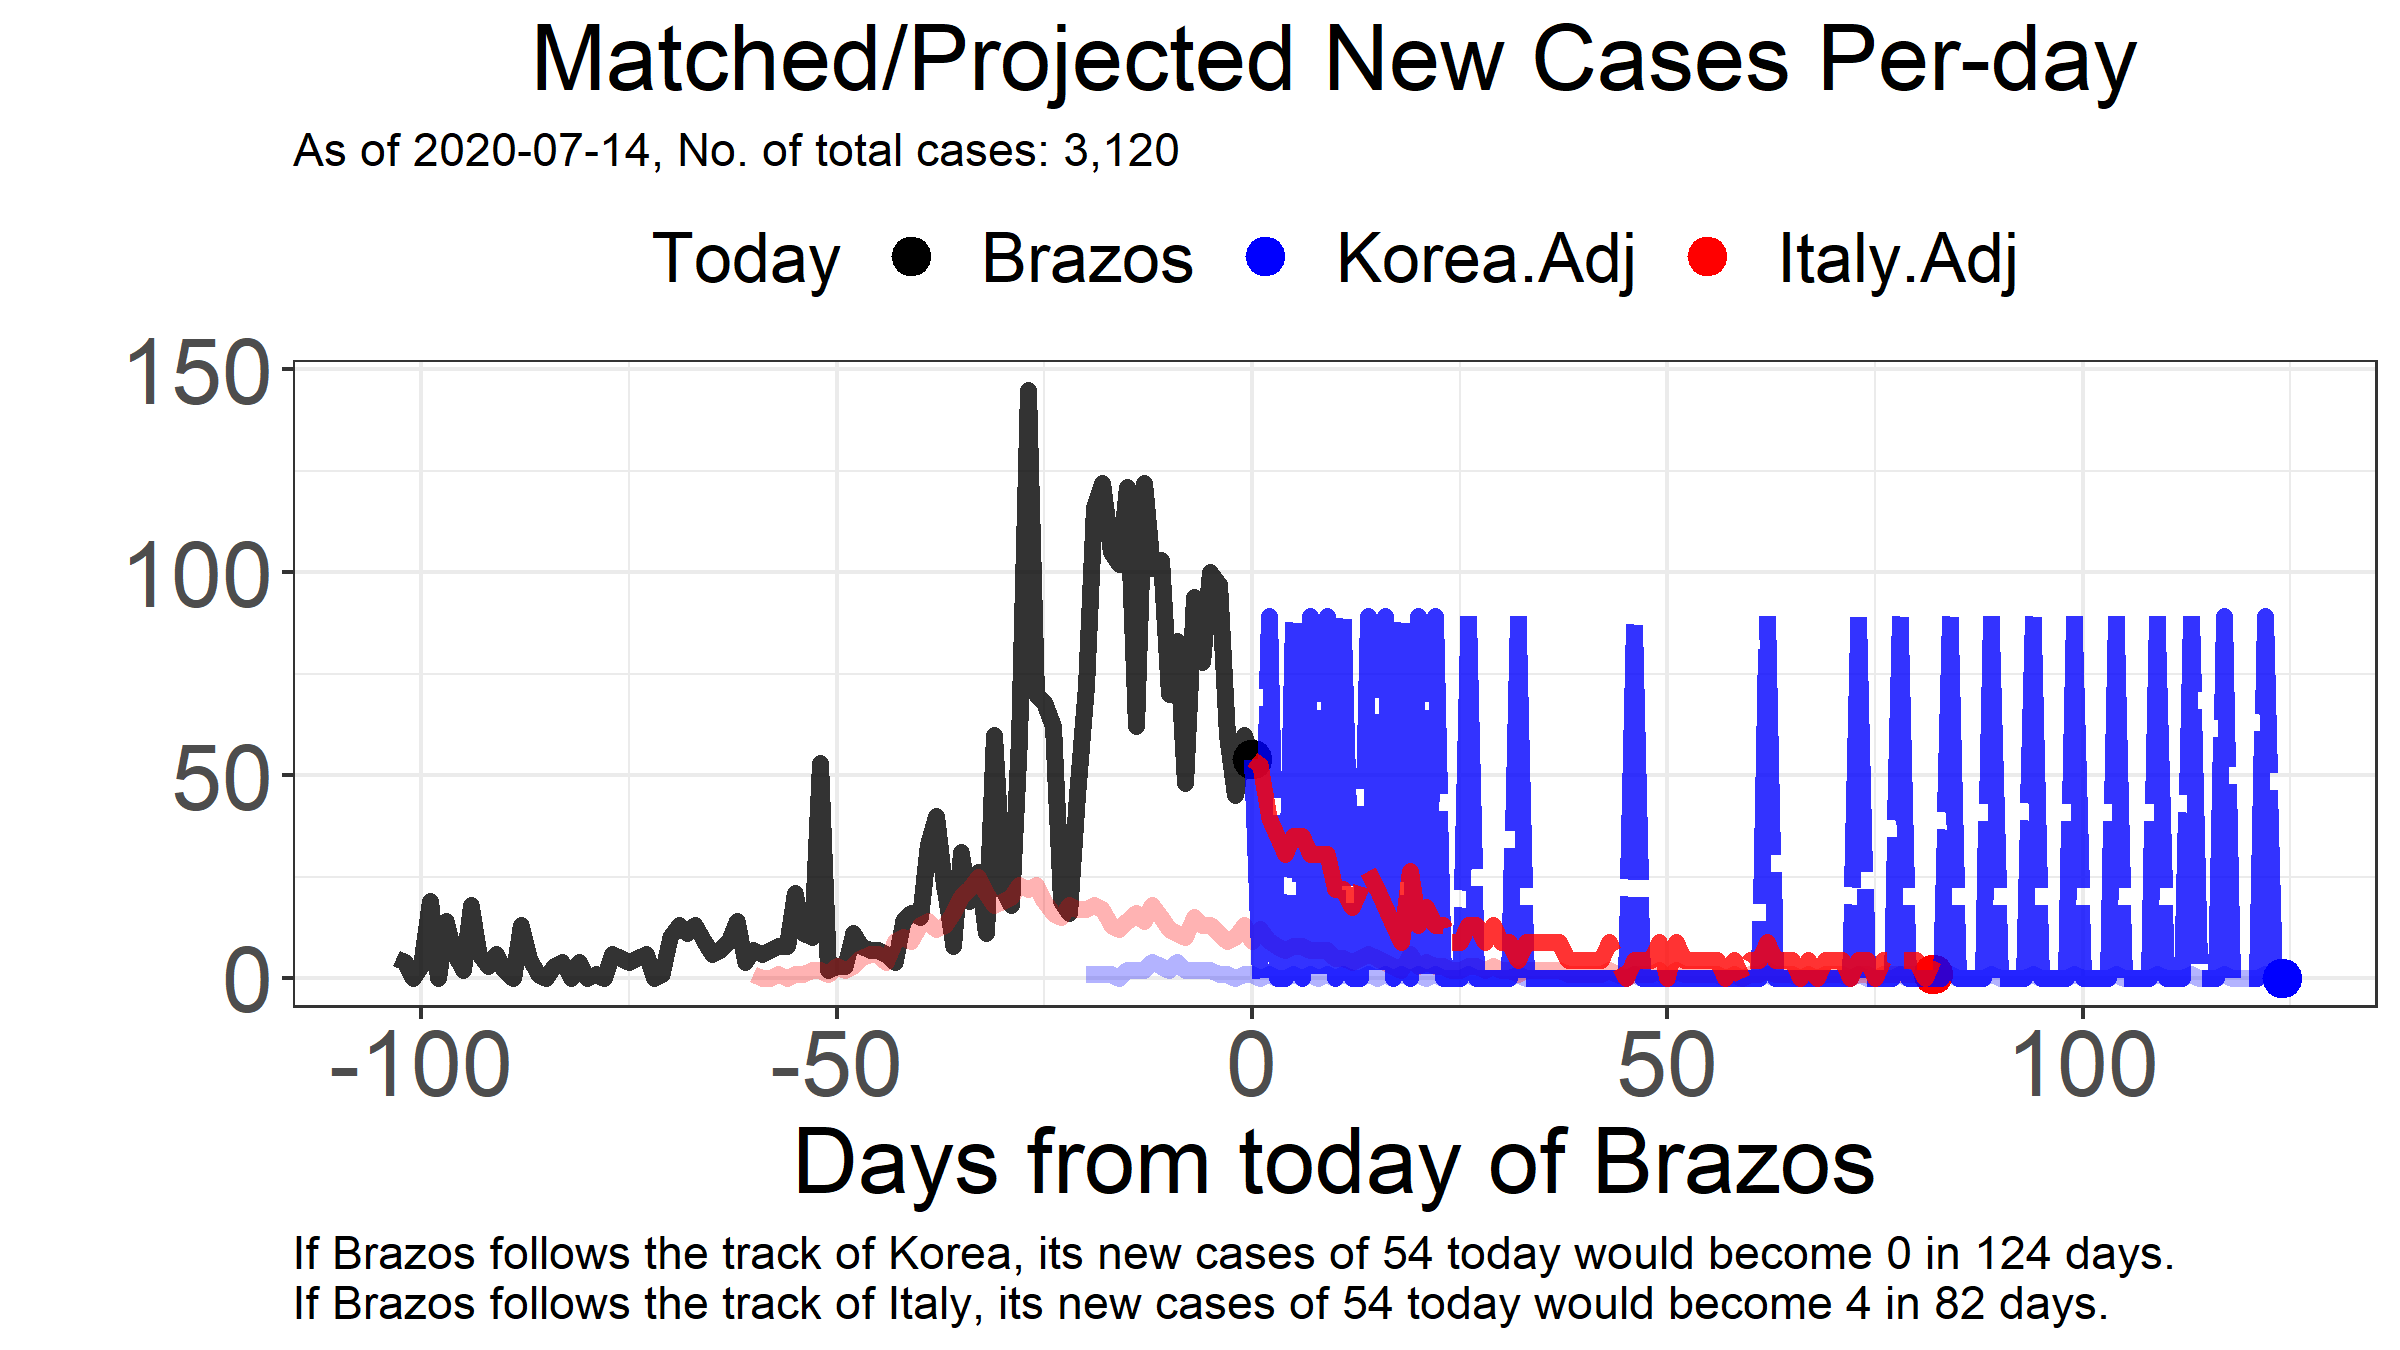 Matched/Projected New Cases Per-day
As of 2020-07-14, No. of total cases: 3,120
Today Brazos Korea.Adj Italy.Adj
150
100
50
0
-100 -50 0 50 100
Days from today of Brazos
If Brazos follows the track of Korea, its new cases of 54 today would become 0 in 124 days.
If Brazos follows the track of Italy, its new cases of 54 today would become 4 in 82 days.